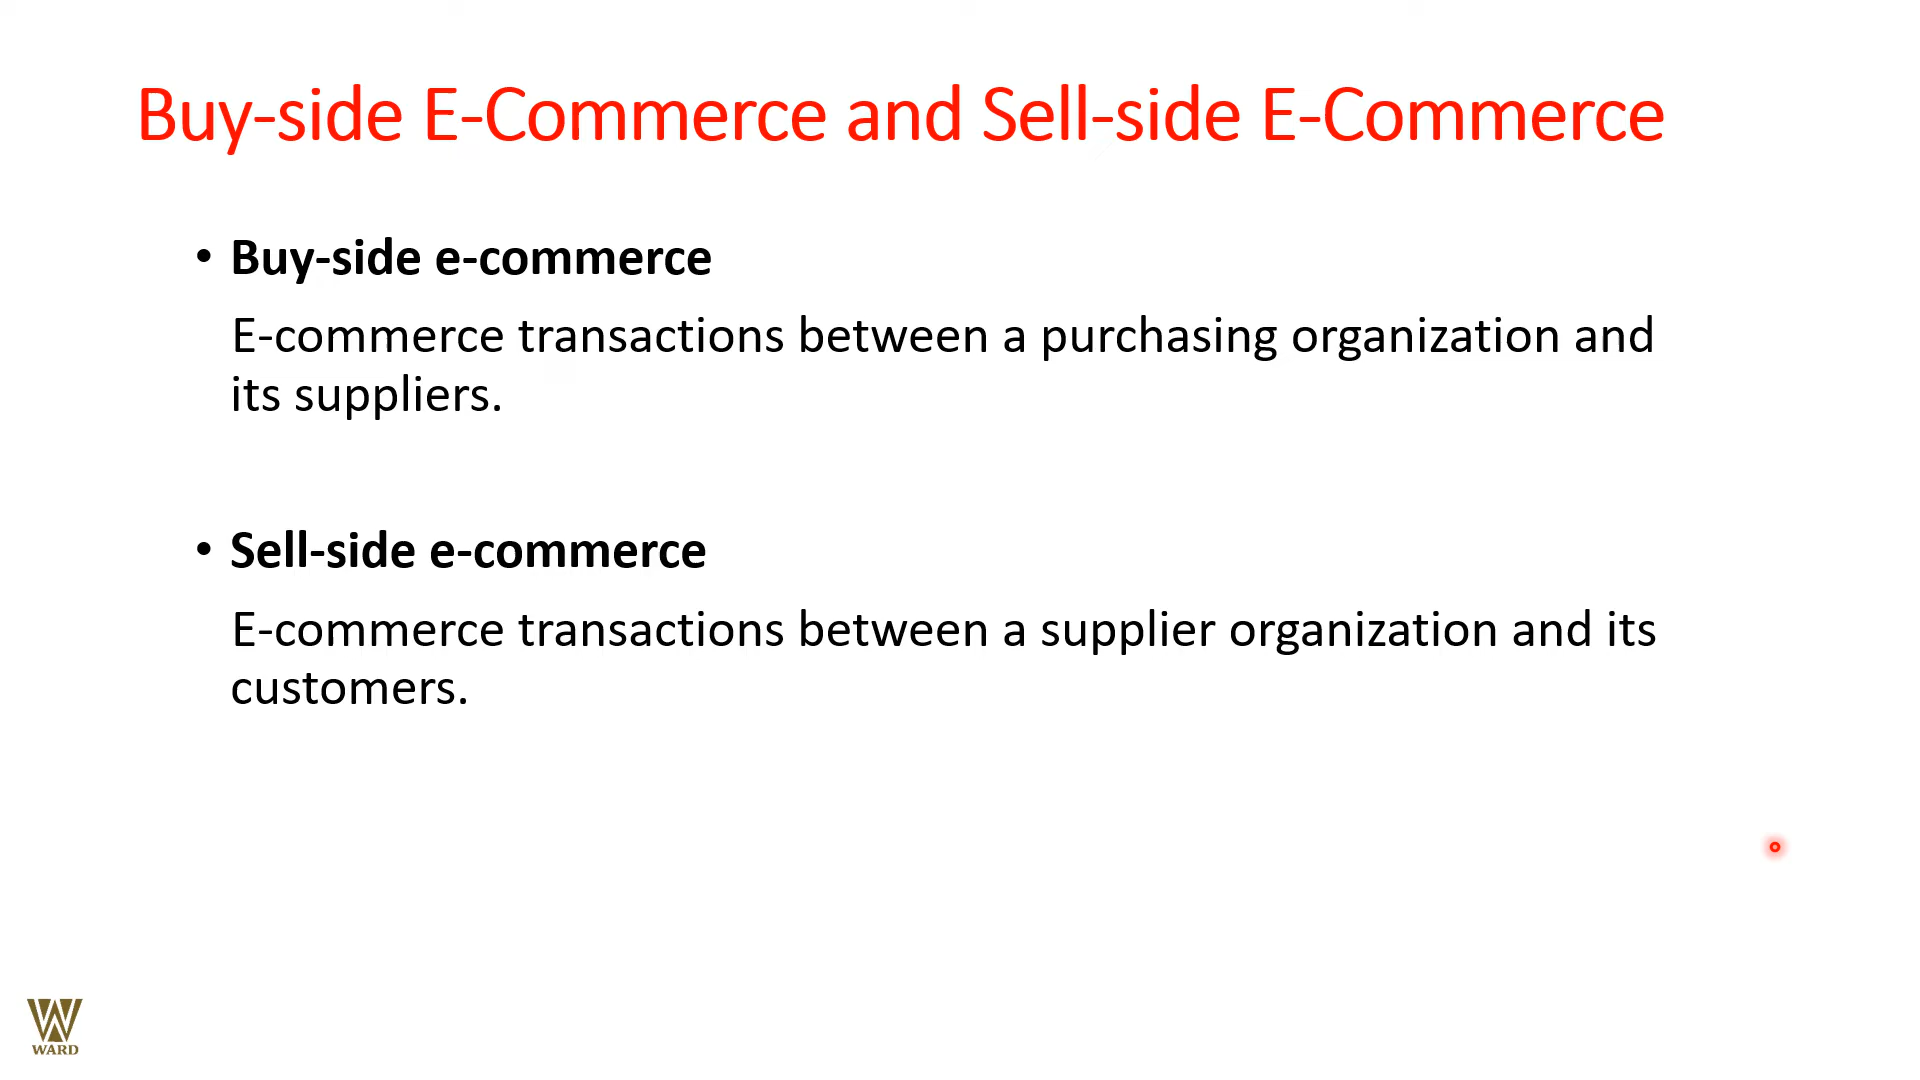 Buy-side E-Commerce and Sell-side E-Commerce
• Buy-side e-commerce
E-commerce transactions between a purchasing organization and
its suppliers.
• Sell-side e-commerce
E-commerce transactions between a supplier organization and its
customers.
WARD